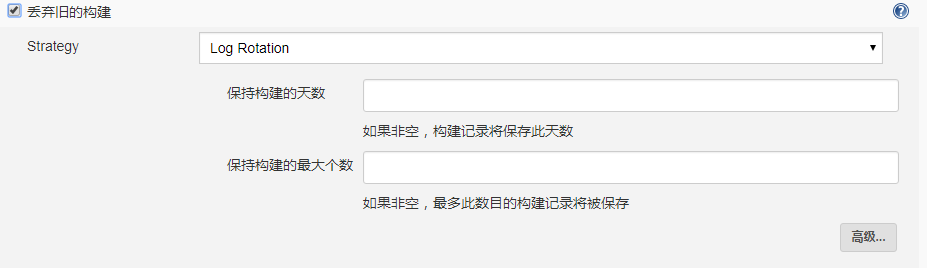 丢弃旧的构建
Strategy
Log Rotation
保持构建的天数
如果非空，构建记录将保存此天数
保持构建的最大个数
如果非空，最多此数目的构建记录将被保存
高级...